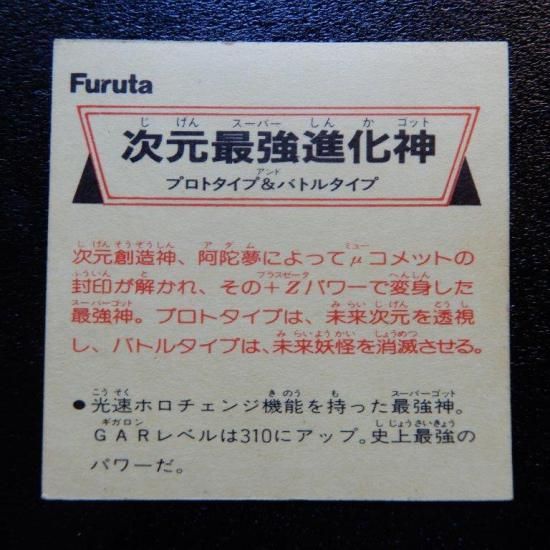 Furuta
じげんスーパーしんかゴット
次元最強進化神
アンド
プロトタイプ&バトルタイプ
じげんそうぞうしん アダム ミュー
次元創造神、阿陀夢によってμコメットの
ふういん と プラスゼータ へんしん
封印が解かれ、その+Zパワーで変身した
スーパーゴット みらいじげん とうし
最強神。プロトタイプは、未来次元を透視
みらいようかい しょうめつ
し、バトルタイプは、未来妖怪を消滅させる。
こうそく きのう も スーパーゴット
●光速ホロチェンジ機能を持った最強神。
ギガロン しじょうさいきょう
GARレベルは310にアップ。史上最強の
パワーだ。